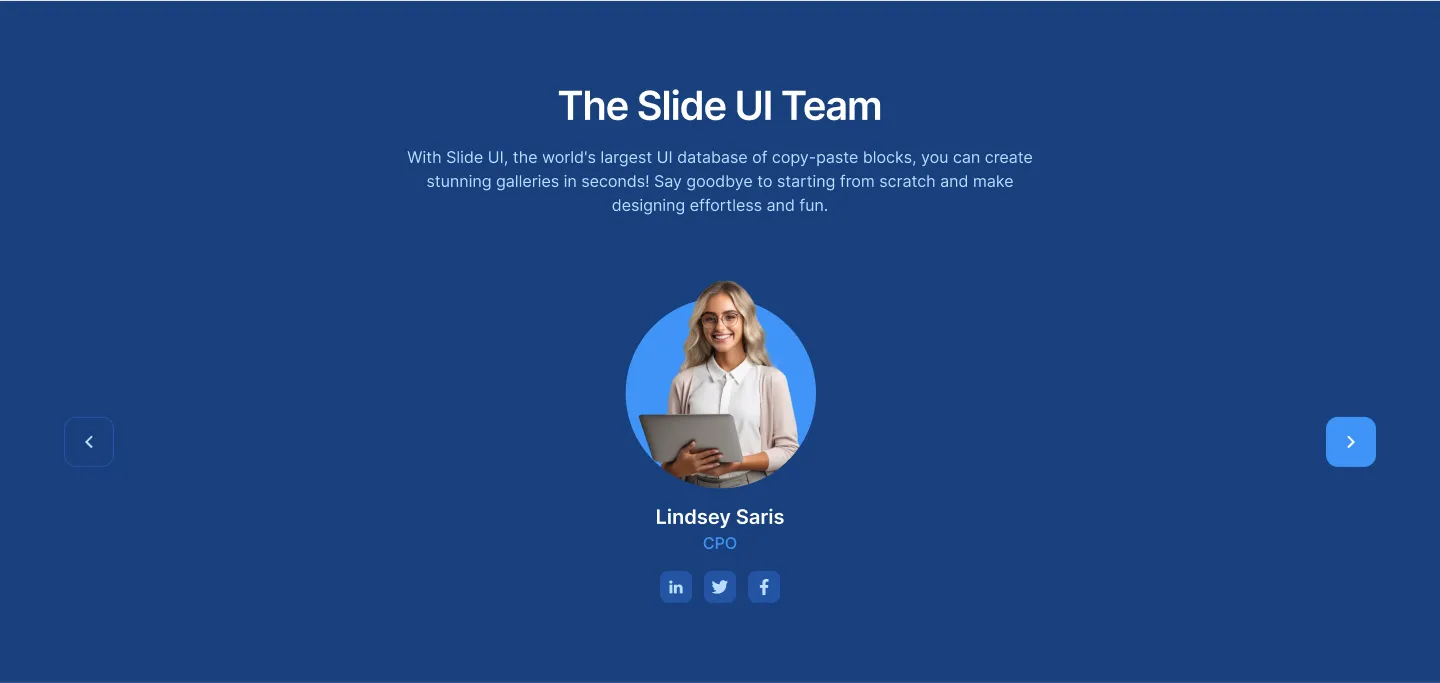 The Slide UI Team
With Slide UI, the world's largest UI database of copy-paste blocks, you can create
stunning galleries in seconds! Say goodbye to starting from scratch and make
designing effortless and fun.
Lindsey Saris
CPO
in